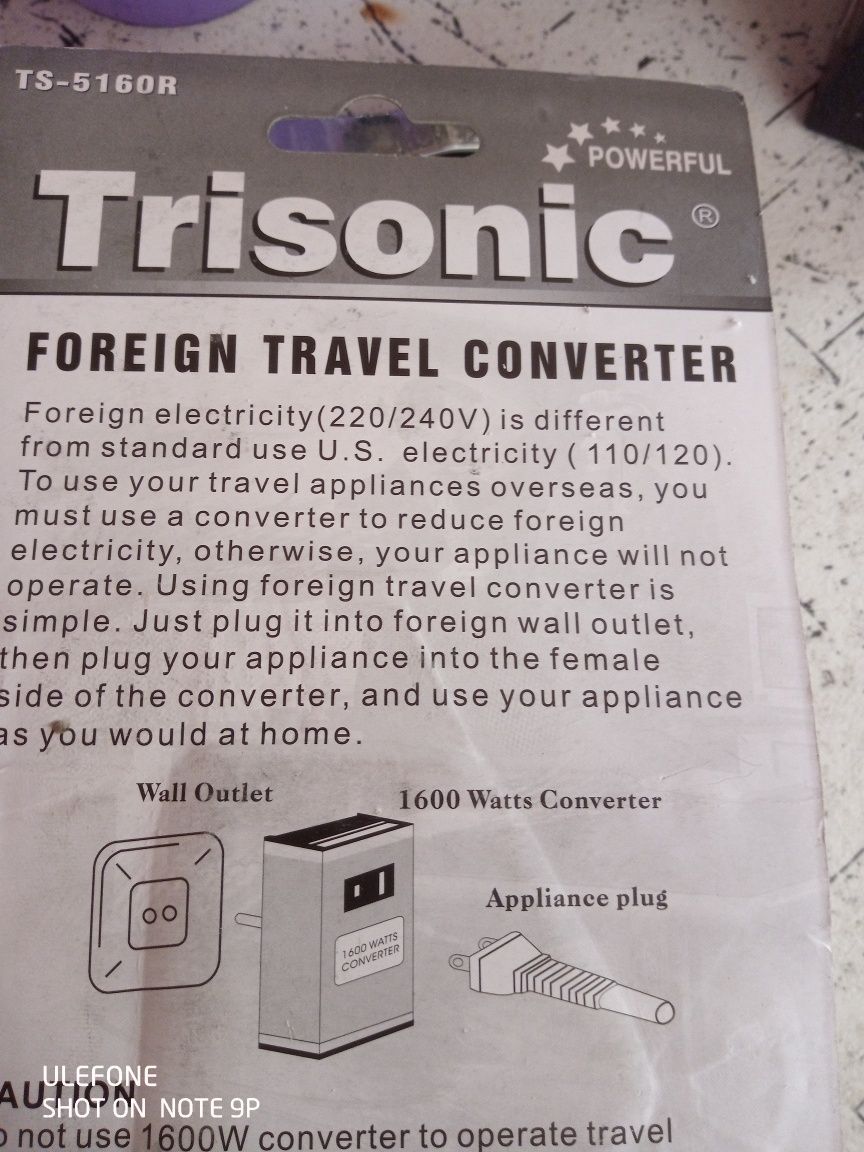 TS-5160R
POWERFUL
Trisonic®
FOREIGN TRAVEL CONVERTER
Foreign electricity(220/240V) is different
from standard use U.S. electricity ( 110/120).
To use your travel appliances overseas, you
must use a converter to reduce foreign
electricity, otherwise, your appliance will not
operate. Using foreign travel converter is
simple. Just plug it into foreign wall outlet,
then plug your appliance into the female
side of the converter, and use your appliance
as you would at home.
Wall Outlet
1600 Watts Converter
Appliance plug
1600 WATTS
CONVERTER
AUTION
ULEFONE
SHOT ON NOTE 9P
o not use 1600W converter to operate travel